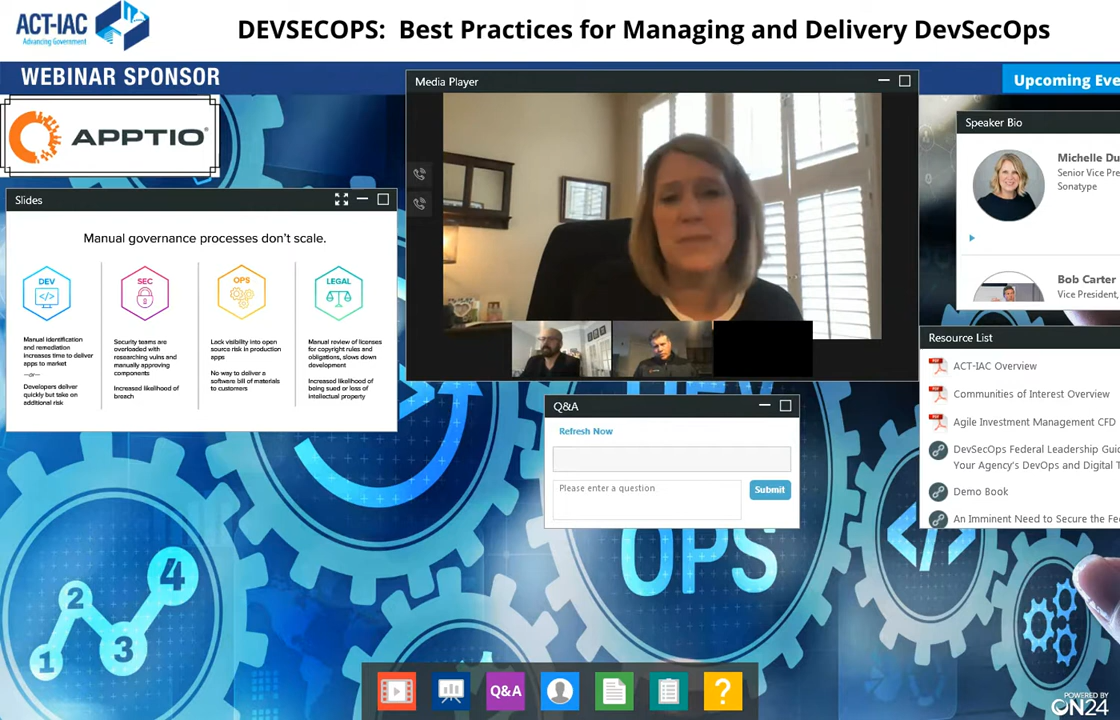 ACT-IAC
Advancing Government
DEVSECOPS: Best Practices for Managing and Delivery DevSecOps
WEBINAR SPONSOR
APPTIO®
Slides
Manual governance processes don't scale.
DEV
SEC
OPS
LEGAL
Manual identification
and remediation
increases time to deliver
apps to market
—or—
Developers deliver
quickly but take on
additional risk
Security teams are
overloaded with
researching vulns and
manually approving
components
Increased likelihood of
breach
Lack visibility into open
source risk in production
apps
No way to deliver a
software bill of materials
to customers
Manual review of licenses
for copyright rules and
obligations, slows down
development
Increased likelihood of
being sued or loss of
intellectual property
Media Player
Upcoming Eve
Speaker Bio
Michelle Du
Senior Vice Pre
Sonatype
Bob Carter
Vice President,
Resource List
ACT-IAC Overview
Communities of Interest Overview
Agile Investment Management CFD
DevSecOps Federal Leadership Guid
Your Agency's DevOps and Digital T
Demo Book
An Imminent Need to Secure the Fe
Q&A
Refresh Now
Please enter a question
Submit
OPS
</>
1
2
3
4
Q&A
?
POWERED BY
ON24